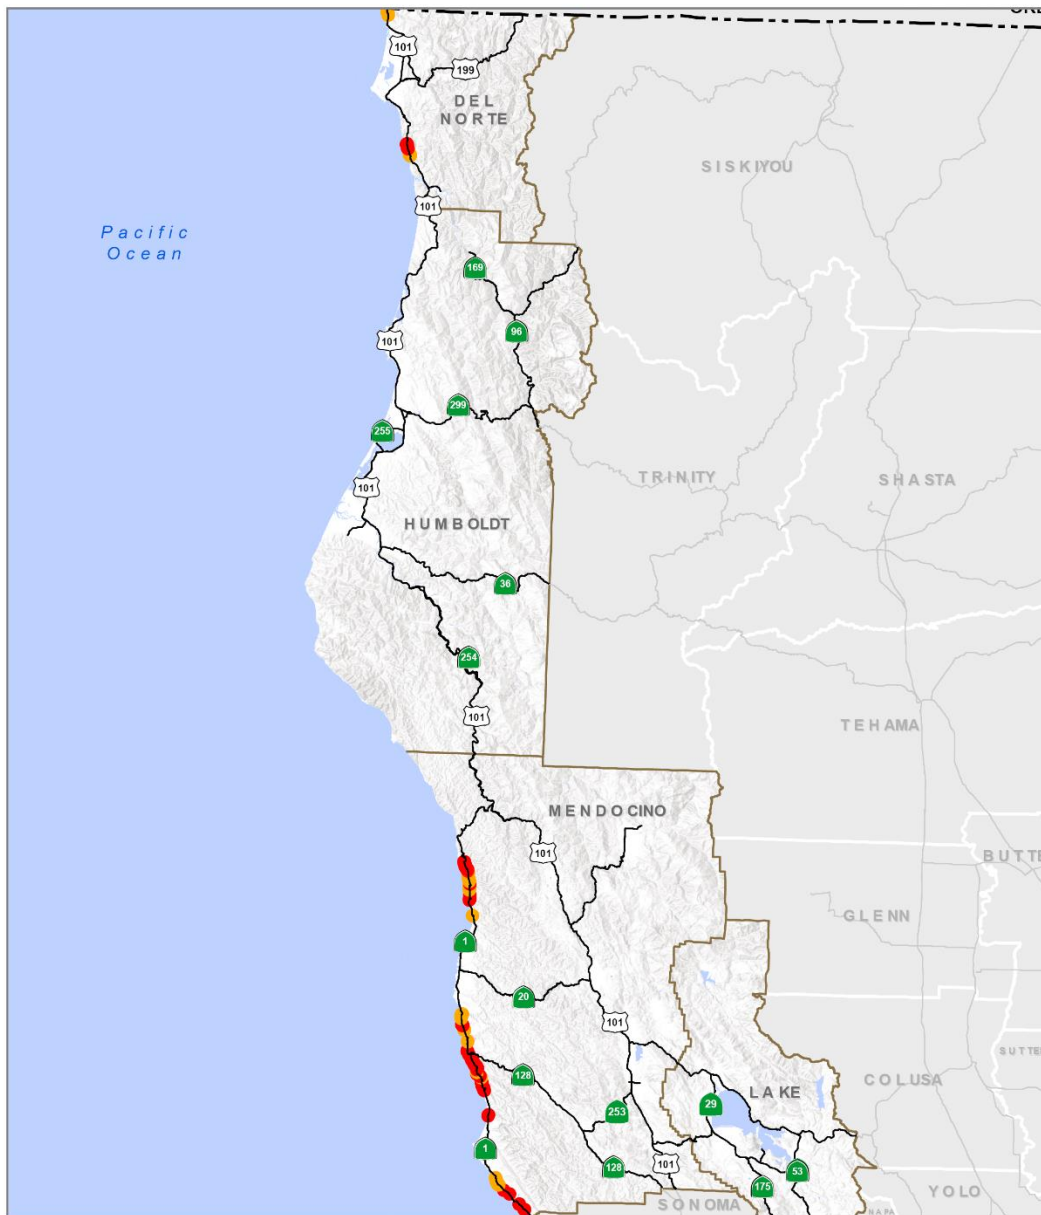 101
199
DEL
NORTE
SISKIYOU
101
Pacific
Ocean
169
96
101
299
255
TRINITY
SHASTA
101
HUMBOLDT
36
254
101
TEHAMA
MENDOCINO
101
BUTTE
GLENN
1
20
101
SUTTER
COLUSA
128
LAKE
29
253
1
101
128
53
175
YOLO
SONOMA
NAPA